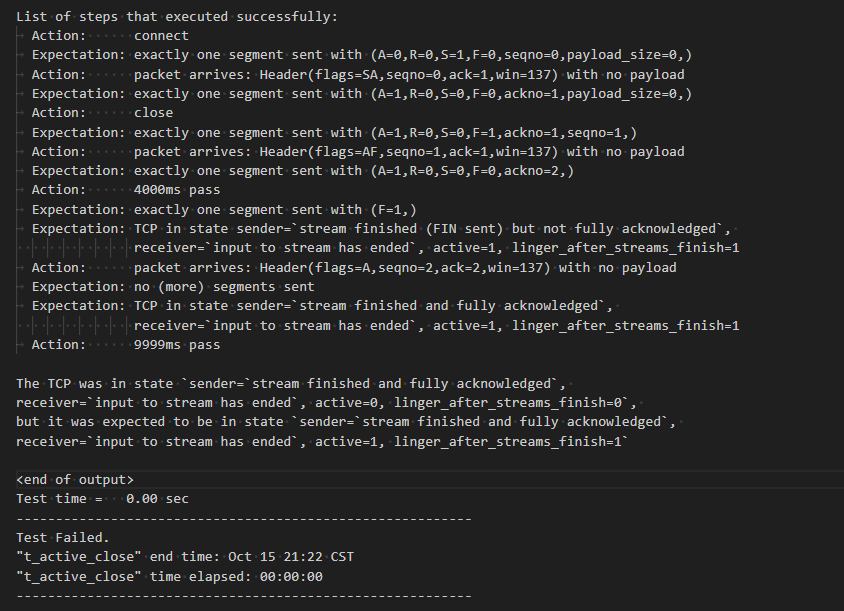 List of steps that executed successfully:
Action:      connect
Expectation: exactly one segment sent with (A=0,R=0,S=1,F=0,seqno=0,payload_size=0,)
Action:      packet arrives: Header(flags=SA,seqno=0,ack=1,win=137) with no payload
Expectation: exactly one segment sent with (A=1,R=0,S=0,F=0,ackno=1,payload_size=0,)
Action:      close
Expectation: exactly one segment sent with (A=1,R=0,S=0,F=1,ackno=1,seqno=1,)
Action:      packet arrives: Header(flags=AF,seqno=1,ack=1,win=137) with no payload
Expectation: exactly one segment sent with (A=1,R=0,S=0,F=0,ackno=2,)
Action:      4000ms pass
Expectation: exactly one segment sent with (F=1,)
Expectation: TCP in state sender=`stream finished (FIN sent) but not fully acknowledged`,
receiver=`input to stream has ended`, active=1, linger_after_streams_finish=1
Action:      packet arrives: Header(flags=A,seqno=2,ack=2,win=137) with no payload
Expectation: no (more) segments sent
Expectation: TCP in state sender=`stream finished and fully acknowledged`,
receiver=`input to stream has ended`, active=1, linger_after_streams_finish=1
Action:      9999ms pass
The TCP was in state `sender=`stream finished and fully acknowledged`,
receiver=`input to stream has ended`, active=0, linger_after_streams_finish=0`,
but it was expected to be in state `sender=`stream finished and fully acknowledged`,
receiver=`input to stream has ended`, active=1, linger_after_streams_finish=1`
<end of output>
Test time =   0.00 sec
----------------------------------------------------------
Test Failed.
"t_active_close" end time: Oct 15 21:22 CST
"t_active_close" time elapsed: 00:00:00
----------------------------------------------------------